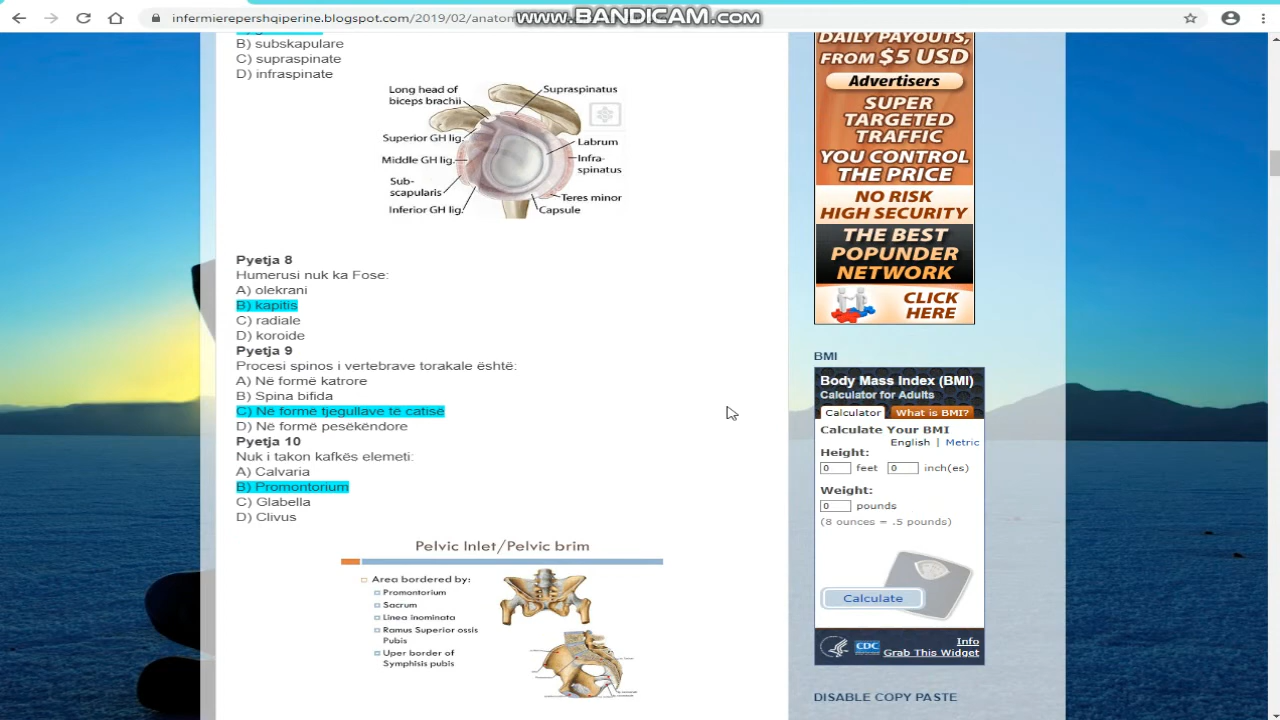 infermierepershqiperine.blogspot.com/2019/02/anatom
www.BANDICAM.com
B) subskapulare
C) supraspinate
D) infraspinate
Long head of
biceps brachii
Supraspinatus
Superior GH lig.
Labrum
Middle GH lig.
Infra-
spinatus
Sub-
scapularis
Teres minor
Inferior GH lig.
Capsule
Pyetja 8
Humerusi nuk ka Fose:
A) olekrani
B) kapitis
C) radiale
D) koroide
Pyetja 9
Procesi spinos i vertebrave torakale është:
A) Në formë katrore
B) Spina bifida
C) Në formë tjegullave të catisë
D) Në formë pesëkëndore
Pyetja 10
Nuk i takon kafkës elemeti:
A) Calvaria
B) Promontorium
C) Glabella
D) Clivus
Pelvic Inlet/Pelvic brim
Area bordered by:
Promontorium
Sacrum
Linea inominata
Ramus Superior ossis
Pubis
Uper border of
Symphisis pubis
DAILY PAYOUTS,
FROM $5 USD
Advertisers
SUPER
TARGETED
TRAFFIC
YOU CONTROL
THE PRICE
NO RISK
HIGH SECURITY
THE BEST
POPUNDER
NETWORK
CLICK
HERE
BMI
Body Mass Index (BMI)
Calculator for Adults
Calculator What is BMI?
Calculate Your BMI
English | Metric
Height:
0 feet 0 inch(es)
Weight:
0 pounds
(8 ounces = .5 pounds)
Calculate
CDC
Info
Grab This Widget
DISABLE COPY PASTE